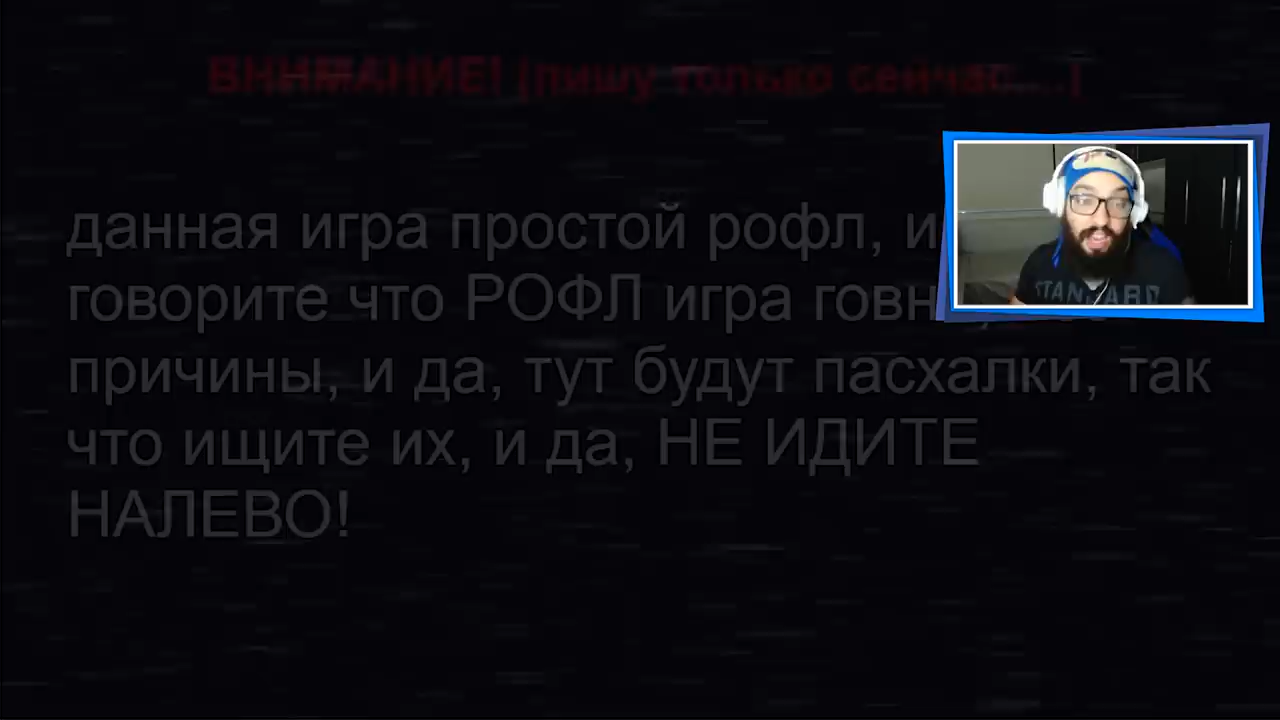 ВНИМАНИЕ! (пишу только сейчас....)
данная игра простой рофл, и
говорите что РОФЛ игра
причины, и да, тут будут пасхалки, так
что ищите их, и да, НЕ ИДИТЕ
НАЛЕВО!
STANDARD